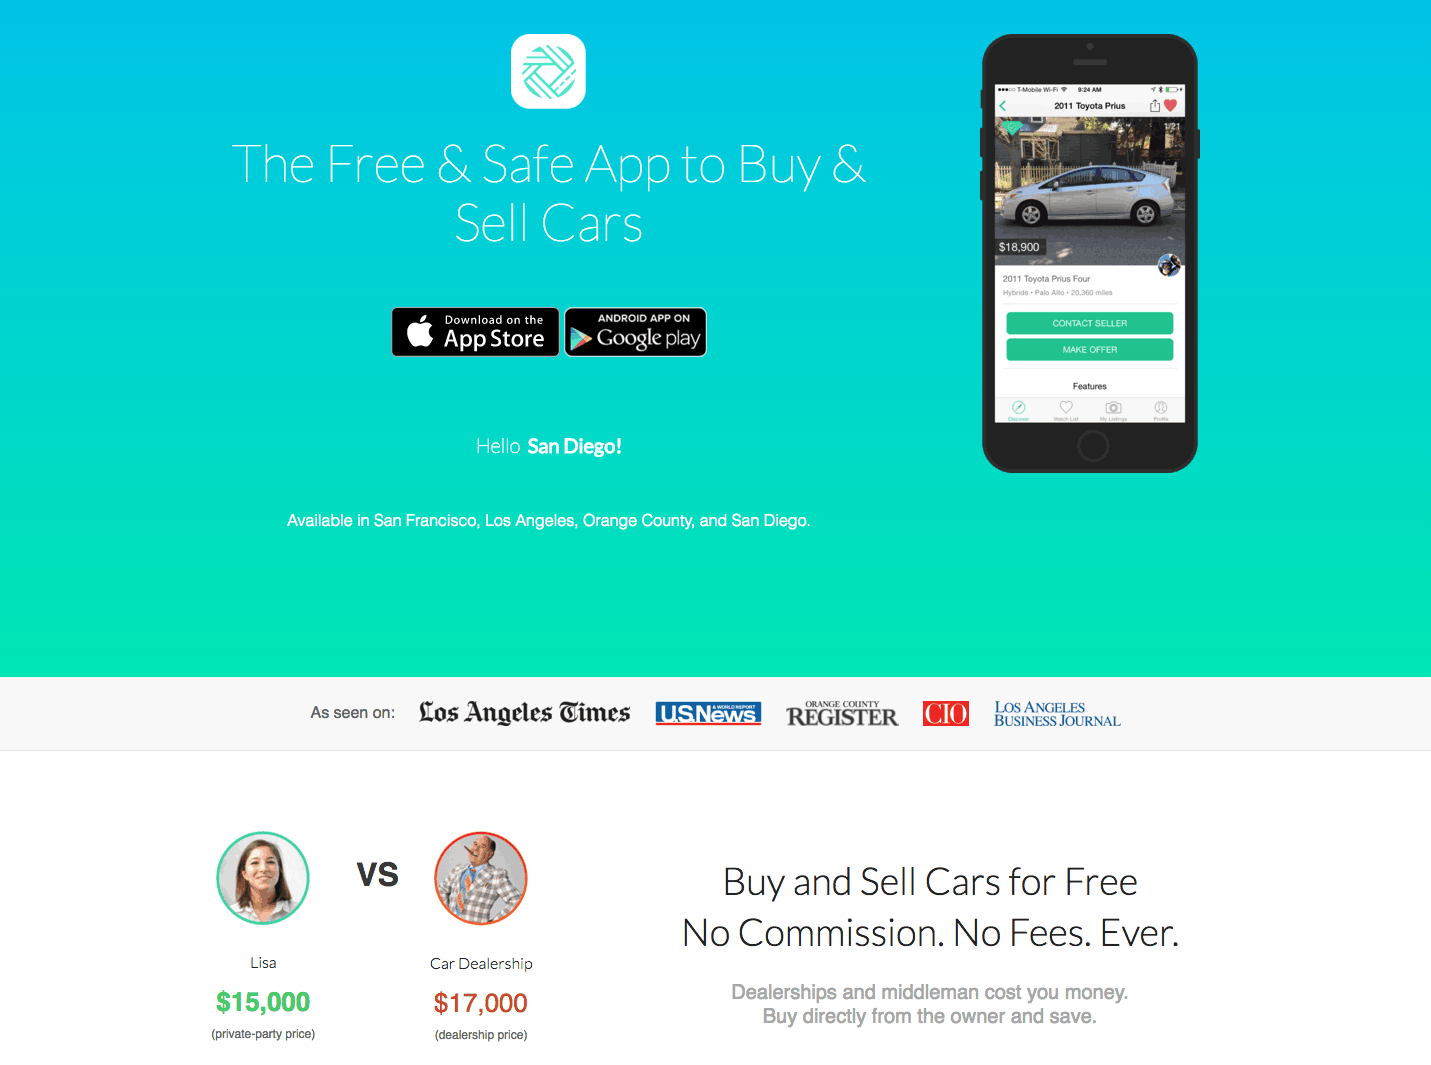 The Free & Safe App to Buy &
Sell Cars
Download on the
App Store
ANDROID APP ON
Google play
Hello San Diego!
Available in San Francisco, Los Angeles, Orange County, and San Diego.
T-Mobile Wi-Fi 9:24 AM
2011 Toyota Prius
1/21
$18,900
2011 Toyota Prius Four
Hybrids • Palo Alto • 20,360 miles
CONTACT SELLER
MAKE OFFER
Features
Discover Watch List My Listings Profile
As seen on: Los Angeles Times U.S.News & WORLD REPORT ORANGE COUNTY REGISTER CIO LOS ANGELES BUSINESS JOURNAL
VS
Lisa
$15,000
(private-party price)
Car Dealership
$17,000
(dealership price)
Buy and Sell Cars for Free
No Commission. No Fees. Ever.
Dealerships and middleman cost you money.
Buy directly from the owner and save.